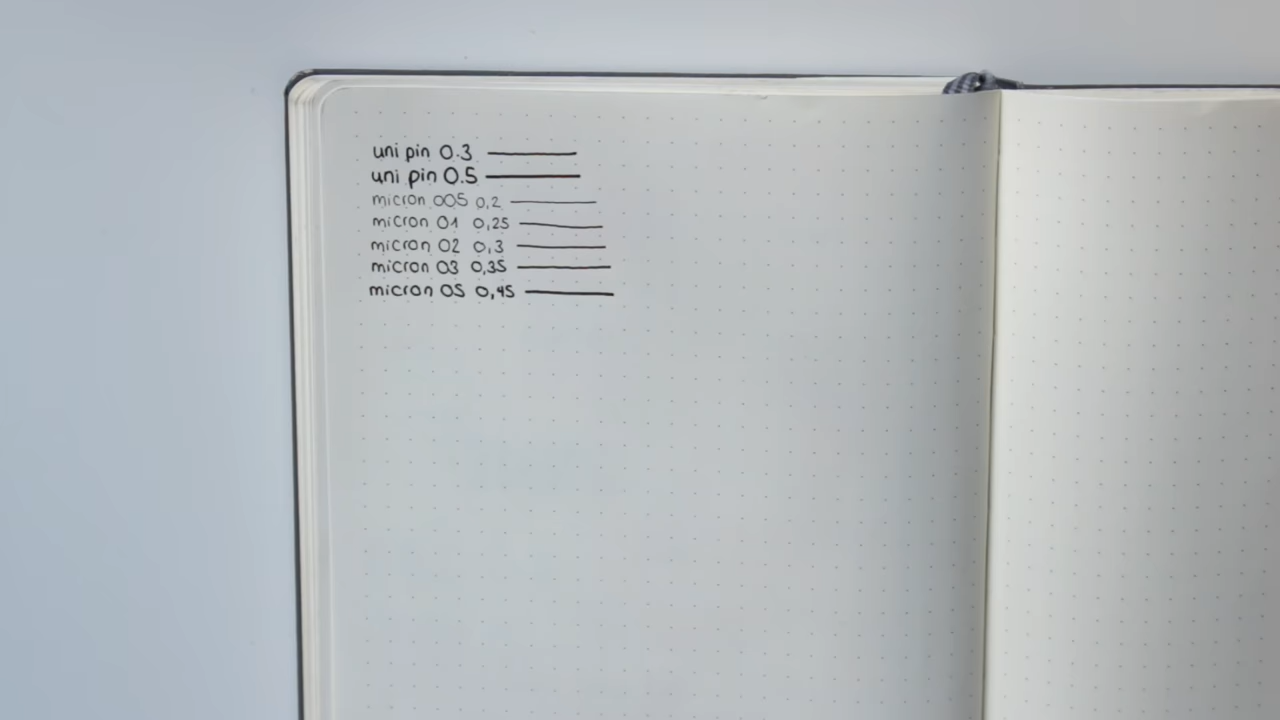 uni pin 0.3
uni pin 0.5
micron 005 0,2
micron 01 0,25
micron 02 0,3
micron 03 0,35
micron 05 0,45